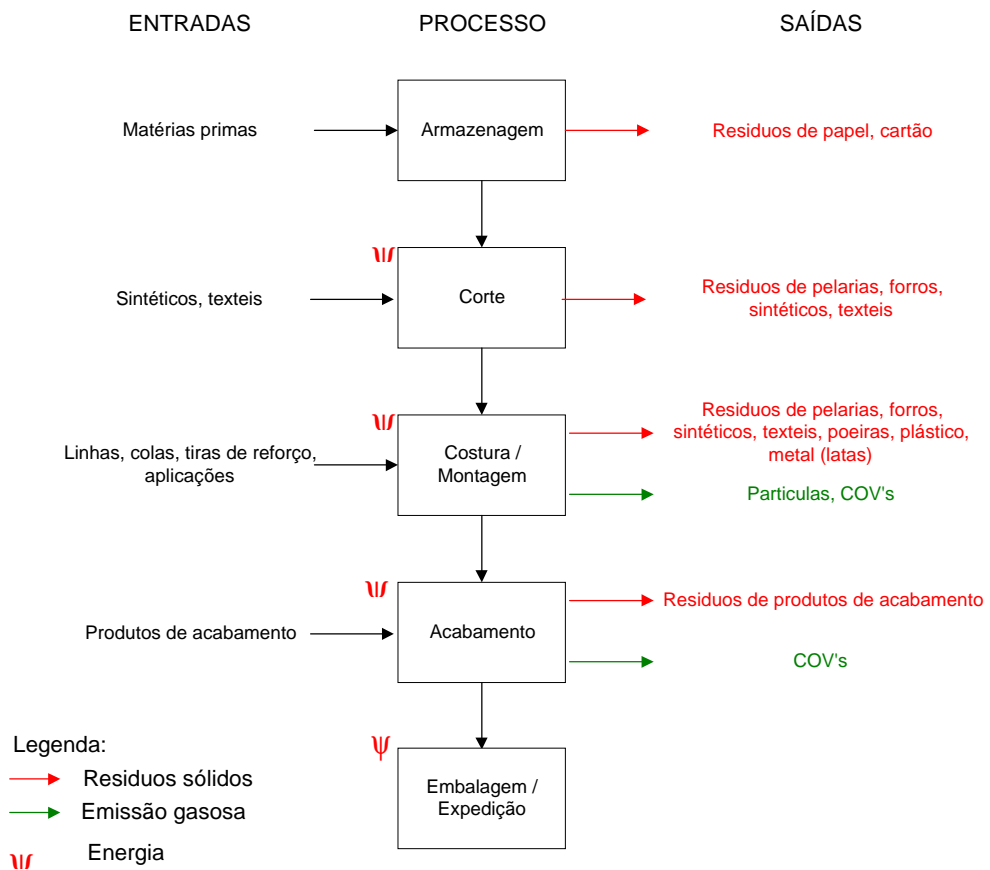 ENTRADAS
PROCESSO
SAÍDAS
Matérias primas
Armazenagem
Residuos de papel, cartão
Sintéticos, texteis
Corte
Residuos de pelarias, forros,
sintéticos, texteis
Linhas, colas, tiras de reforço,
aplicações
Costura /
Montagem
Residuos de pelarias, forros,
sintéticos, texteis, poeiras, plástico,
metal (latas)
Particulas, COV's
Produtos de acabamento
Acabamento
Residuos de produtos de acabamento
COV's
Embalagem /
Expedição
Legenda:
Residuos sólidos
Emissão gasosa
Energia